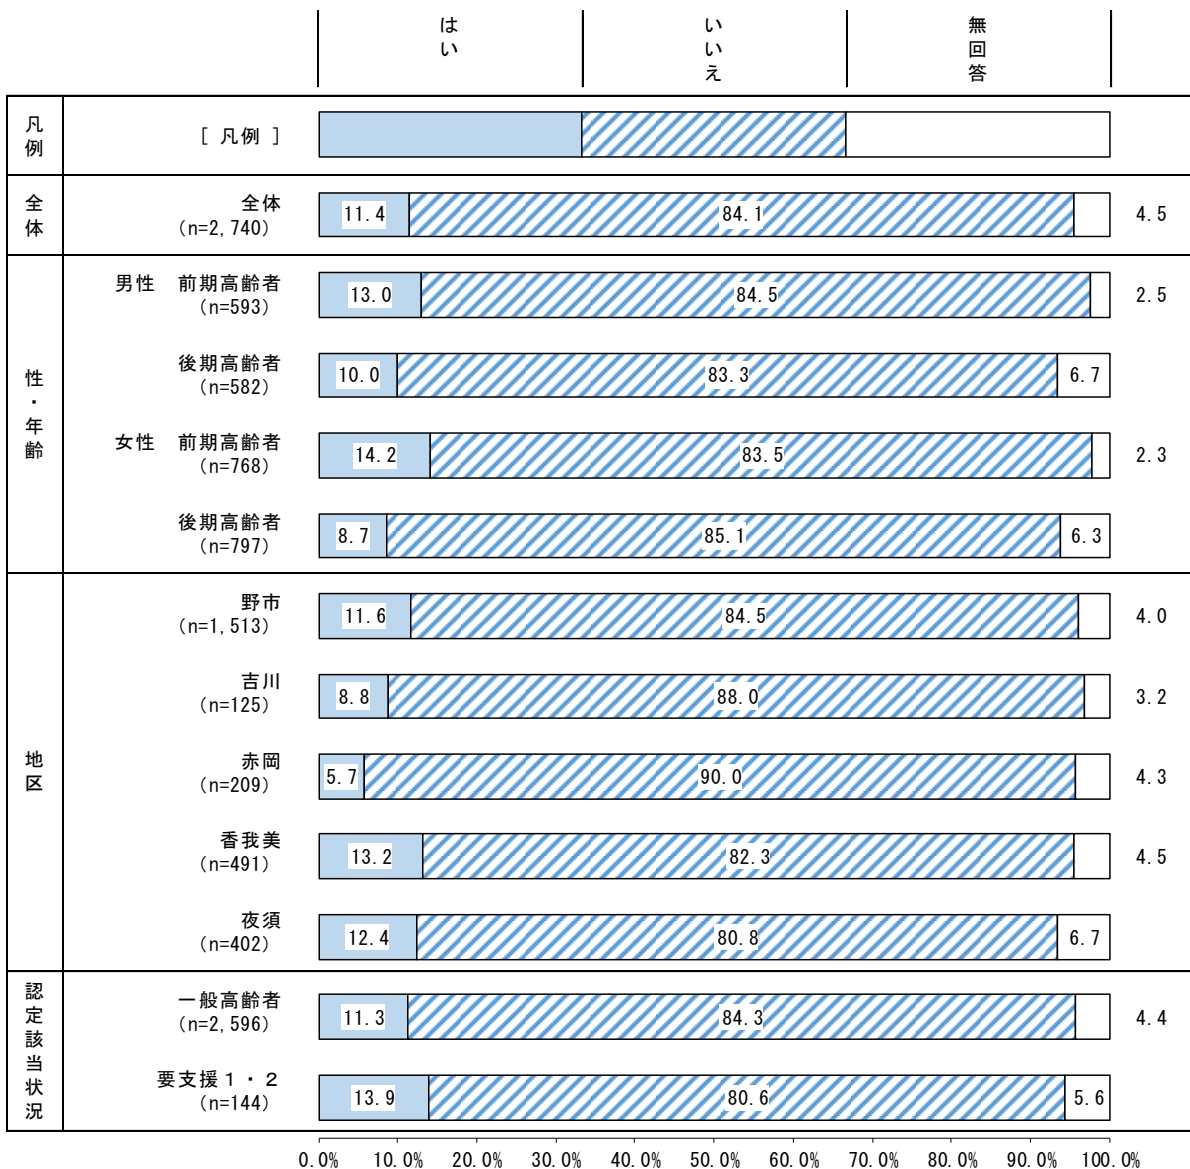 はい
いいえ
無回答
凡例
[ 凡例 ]
全体
全体
(n=2,740)
11.4
84.1
4.5
性・年齢
男性 前期高齢者
(n=593)
13.0
84.5
2.5
後期高齢者
(n=582)
10.0
83.3
6.7
女性 前期高齢者
(n=768)
14.2
83.5
2.3
後期高齢者
(n=797)
8.7
85.1
6.3
地区
野市
(n=1,513)
11.6
84.5
4.0
吉川
(n=125)
8.8
88.0
3.2
赤岡
(n=209)
5.7
90.0
4.3
香我美
(n=491)
13.2
82.3
4.5
夜須
(n=402)
12.4
80.8
6.7
認定該当状況
一般高齢者
(n=2,596)
11.3
84.3
4.4
要支援1・2
(n=144)
13.9
80.6
5.6
0.0% 10.0% 20.0% 30.0% 40.0% 50.0% 60.0% 70.0% 80.0% 90.0% 100.0%